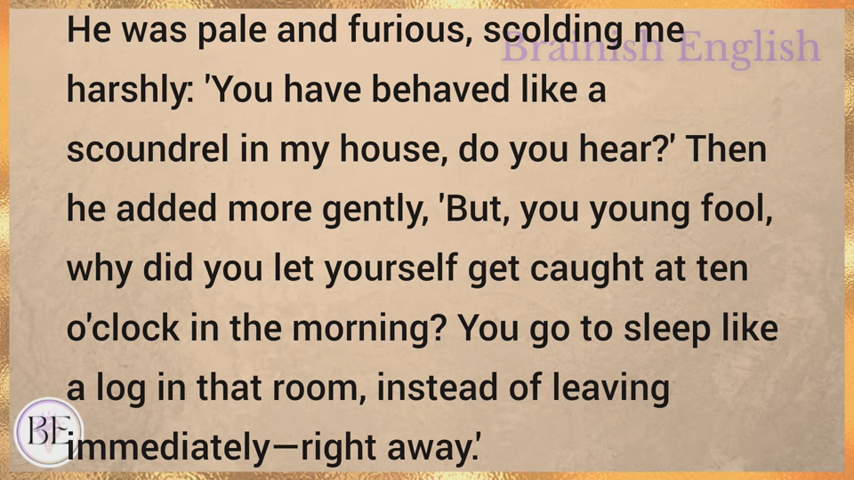 He was pale and furious, scolding me
Brainish English
harshly: 'You have behaved like a
scoundrel in my house, do you hear?' Then
he added more gently, 'But, you young fool,
why did you let yourself get caught at ten
o'clock in the morning? You go to sleep like
a log in that room, instead of leaving
BE
immediately—right away.'